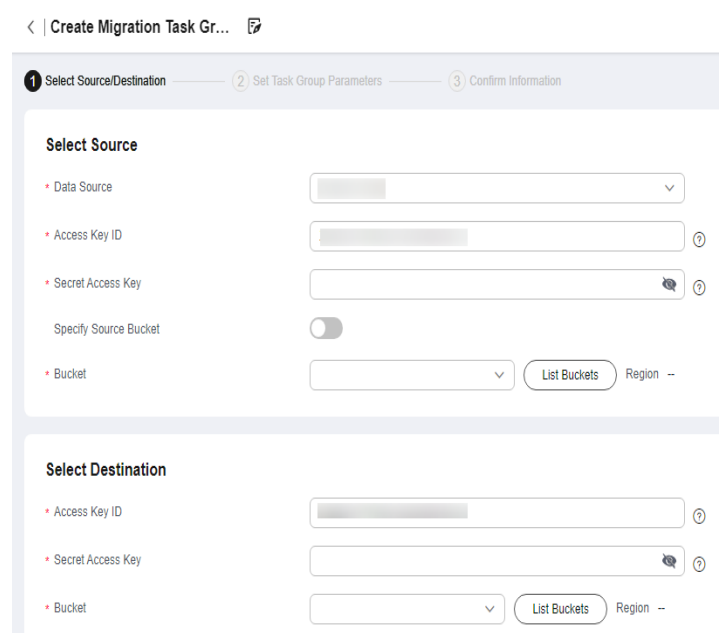 Create Migration Task Gr...
1 Select Source/Destination 2 Set Task Group Parameters 3 Confirm Information
Select Source
* Data Source
* Access Key ID
* Secret Access Key
Specify Source Bucket
* Bucket List Buckets Region --
Select Destination
* Access Key ID
* Secret Access Key
* Bucket List Buckets Region --